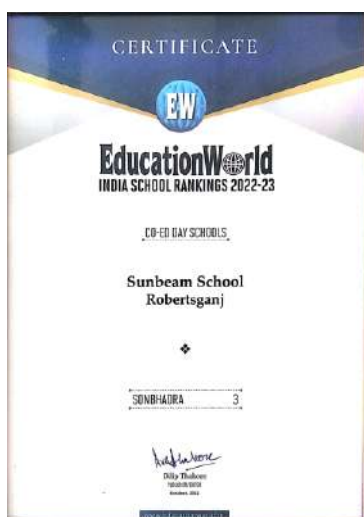 CERTIFICATE
EW
EducationWorld
INDIA SCHOOL RANKINGS 2022-23
CO-ED DAY SCHOOLS
Sunbeam School
Robertsganj
SONBHADRA 3
Dilip Thakore